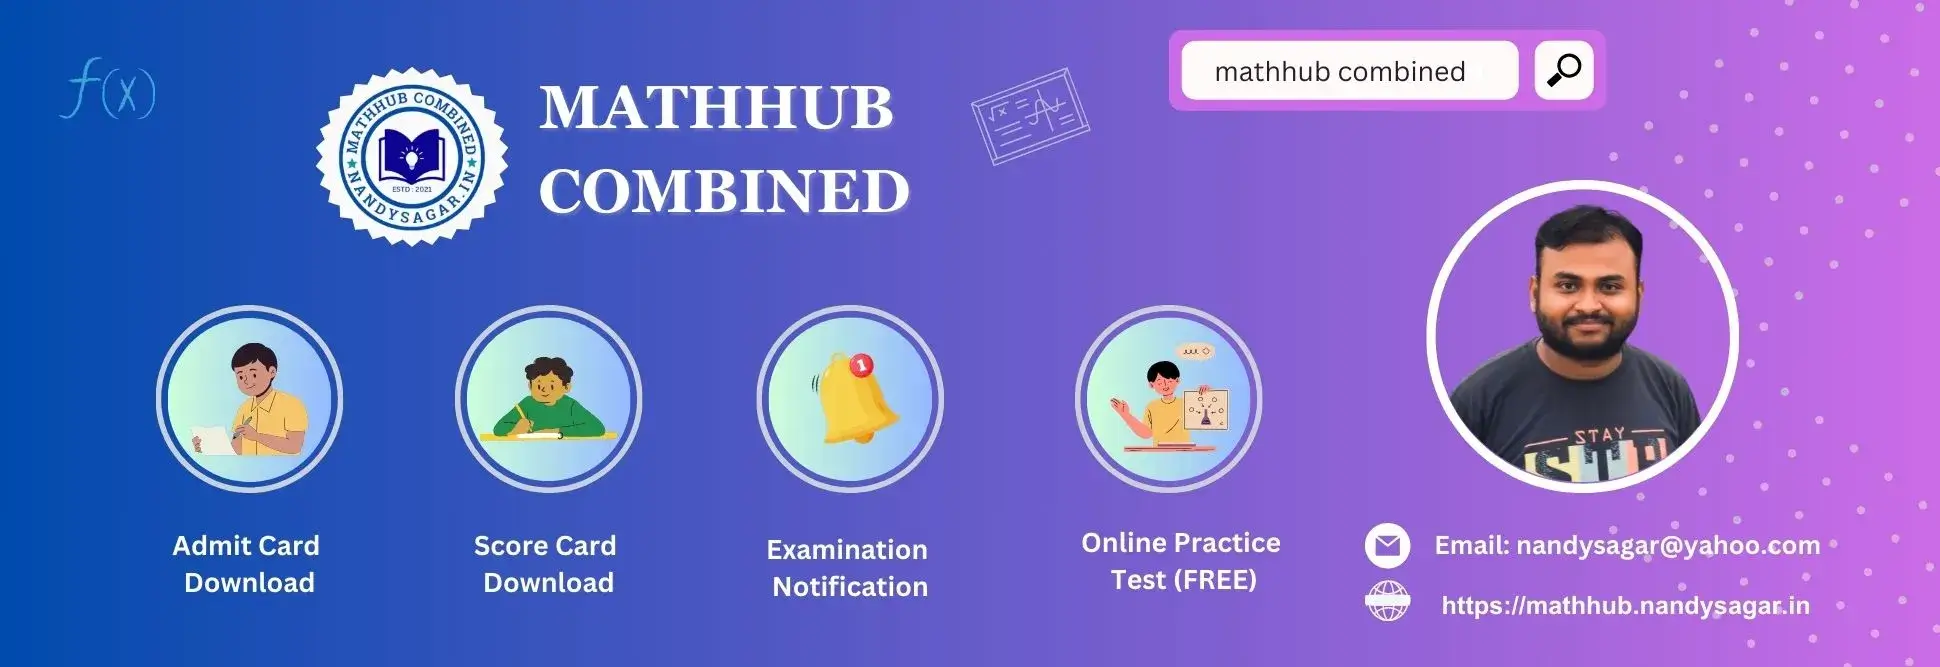 f(x)
MATHHUB COMBINED
ESTD : 2021
NANDYSAGAR.IN
MATHHUB
COMBINED
√x
mathhub combined
1
Admit Card
Download
Score Card
Download
Examination
Notification
Online Practice
Test (FREE)
STAY
Email: nandysagar@yahoo.com
https://mathhub.nandysagar.in